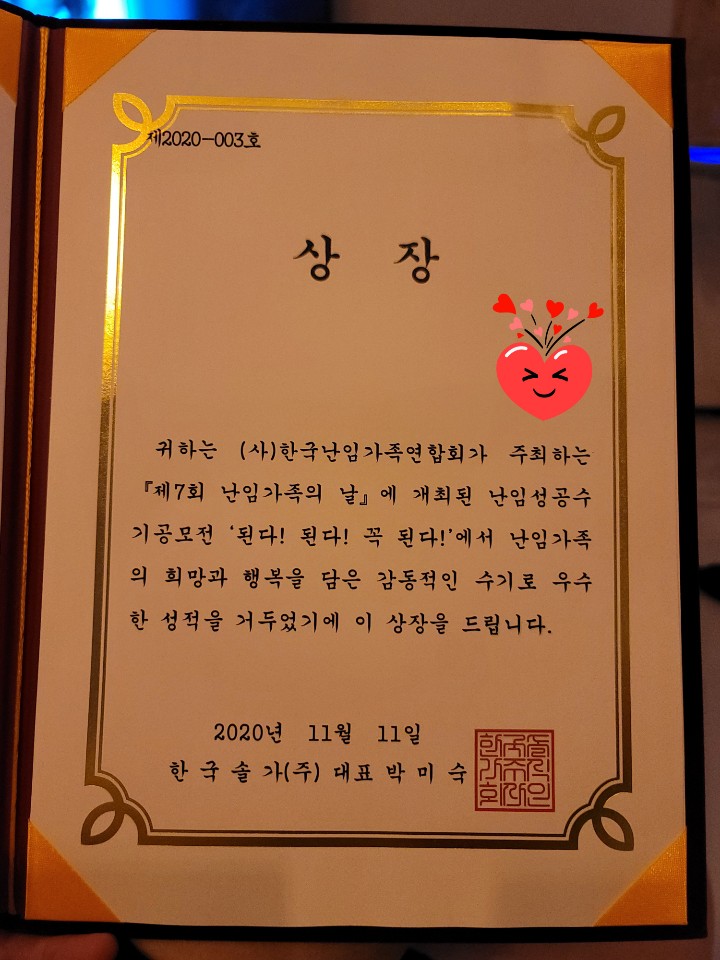 제2020-003호
상 장
귀하는 (사)한국난임가족연합회가 주최하는
『제7회 난임가족의 날』에 개최된 난임성공수
기공모전 '된다! 된다! 꼭 된다!'에서 난임가족
의 희망과 행복을 담은 감동적인 수기로 우수
한 성적을 거두었기에 이 상장을 드립니다.
2020년 11월 11일
한 국 솔 가(주) 대표 박 미 숙